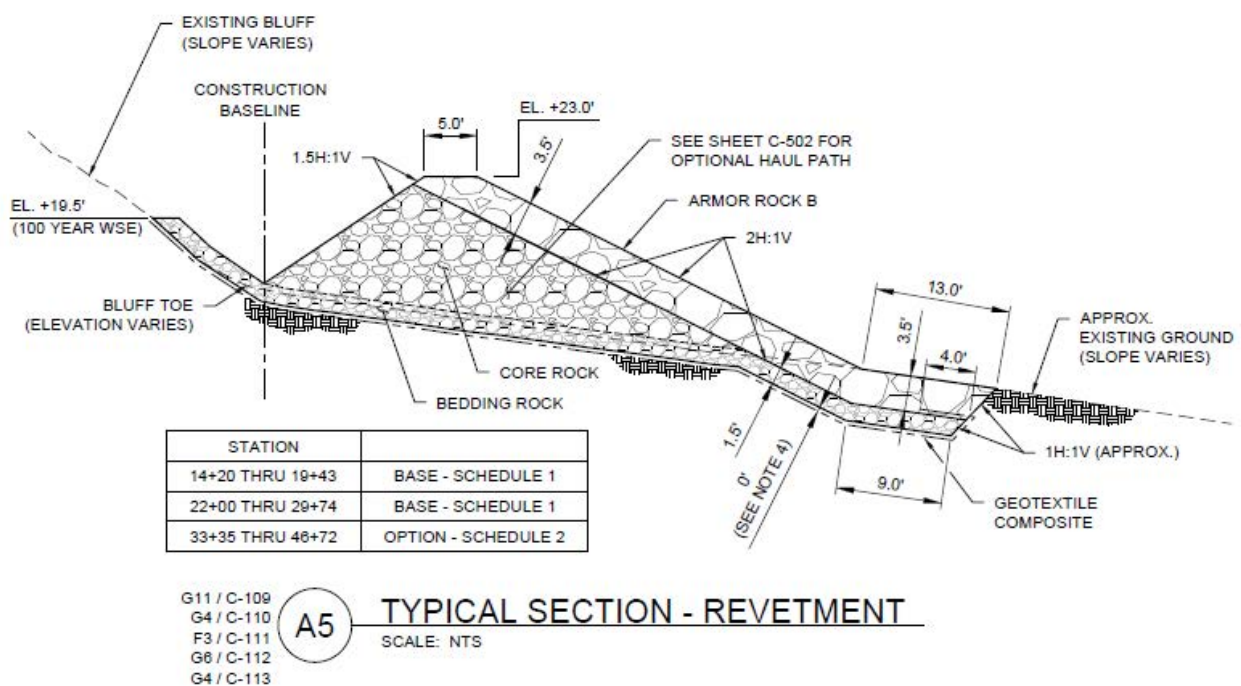 EXISTING BLUFF
(SLOPE VARIES)
CONSTRUCTION
BASELINE
5.0'
EL. +23.0'
3.5'
SEE SHEET C-502 FOR
OPTIONAL HAUL PATH
1.5H:1V
ARMOR ROCK B
EL. +19.5'
(100 YEAR WSE)
2H:1V
13.0'
BLUFF TOE
(ELEVATION VARIES)
3.5'
4.0'
APPROX.
EXISTING GROUND
(SLOPE VARIES)
CORE ROCK
BEDDING ROCK
1.5'
0'
(SEE NOTE 4)
1H:1V (APPROX.)
9.0'
GEOTEXTILE
COMPOSITE
STATION
14+20 THRU 19+43 BASE - SCHEDULE 1
22+00 THRU 29+74 BASE - SCHEDULE 1
33+35 THRU 46+72 OPTION - SCHEDULE 2
G11 / C-109
G4 / C-110
F3 / C-111
G6 / C-112
G4 / C-113
A5
TYPICAL SECTION - REVETMENT
SCALE: NTS